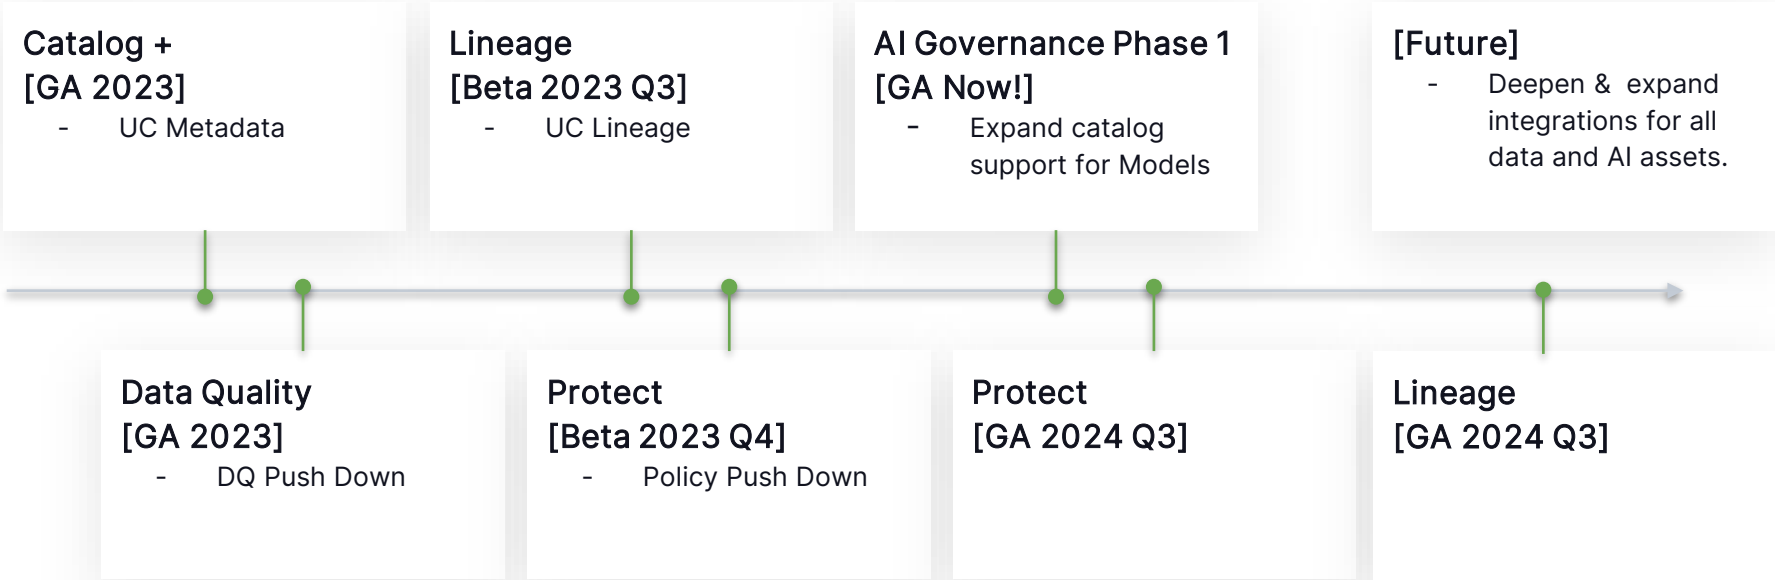 Catalog +
[GA 2023]
- UC Metadata
Lineage
[Beta 2023 Q3]
- UC Lineage
AI Governance Phase 1
[GA Now!]
- Expand catalog
support for Models
[Future]
- Deepen & expand
integrations for all
data and AI assets.
Data Quality
[GA 2023]
- DQ Push Down
Protect
[Beta 2023 Q4]
- Policy Push Down
Protect
[GA 2024 Q3]
Lineage
[GA 2024 Q3]